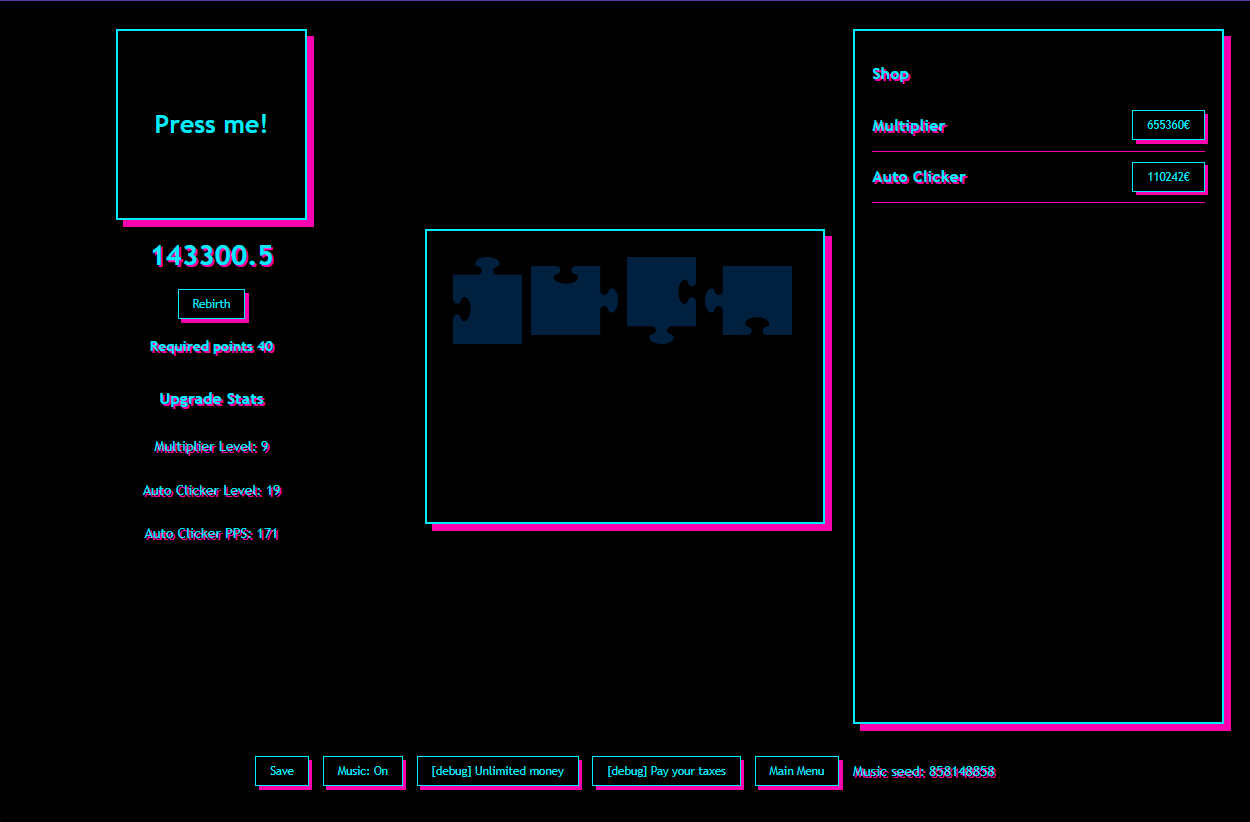 Press me!
143300.5
Rebirth
Required points 40
Upgrade Stats
Multiplier Level: 9
Auto Clicker Level: 19
Auto Clicker PPS: 171
Shop
Multiplier 655360€
Auto Clicker 110242€
Save Music: On [debug] Unlimited money [debug] Pay your taxes Main Menu Music seed: 858148858